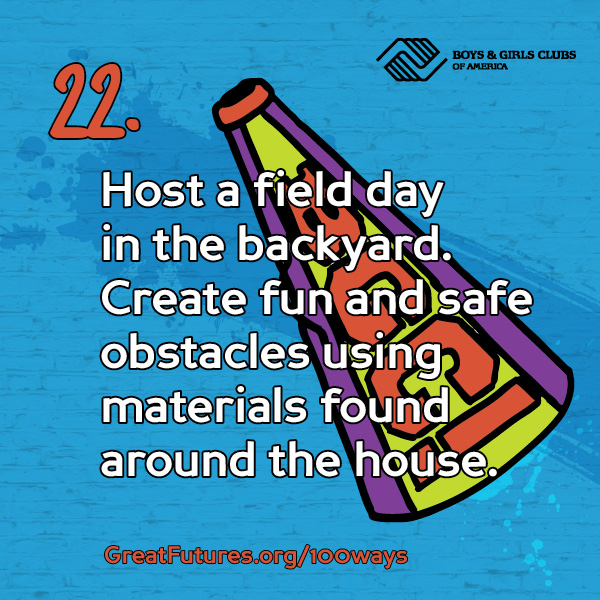 BOYS & GIRLS CLUBS
OF AMERICA
22.
Host a field day
in the backyard.
Create fun and safe
obstacles using
materials found
around the house.
GreatFutures.org/100ways